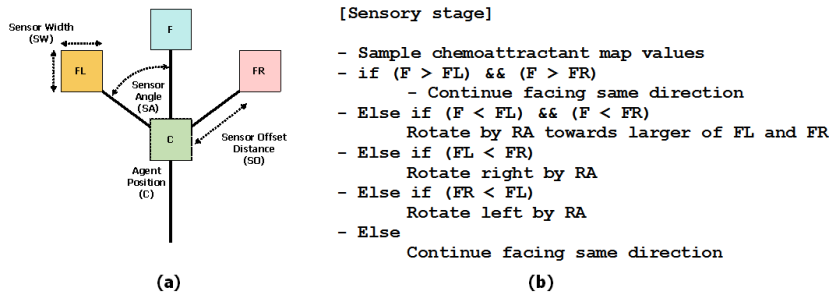 Sensor Width
(SW)
F
FL
FR
Sensor
Angle
(SA)
C
Sensor Offset
Distance
(SO)
Agent
Position
(C)
(a)
[Sensory stage]
- Sample chemoattractant map values
- if (F > FL) && (F > FR)
- Continue facing same direction
- Else if (F < FL) && (F < FR)
Rotate by RA towards larger of FL and FR
- Else if (FL < FR)
Rotate right by RA
- Else if (FR < FL)
Rotate left by RA
- Else
Continue facing same direction
(b)